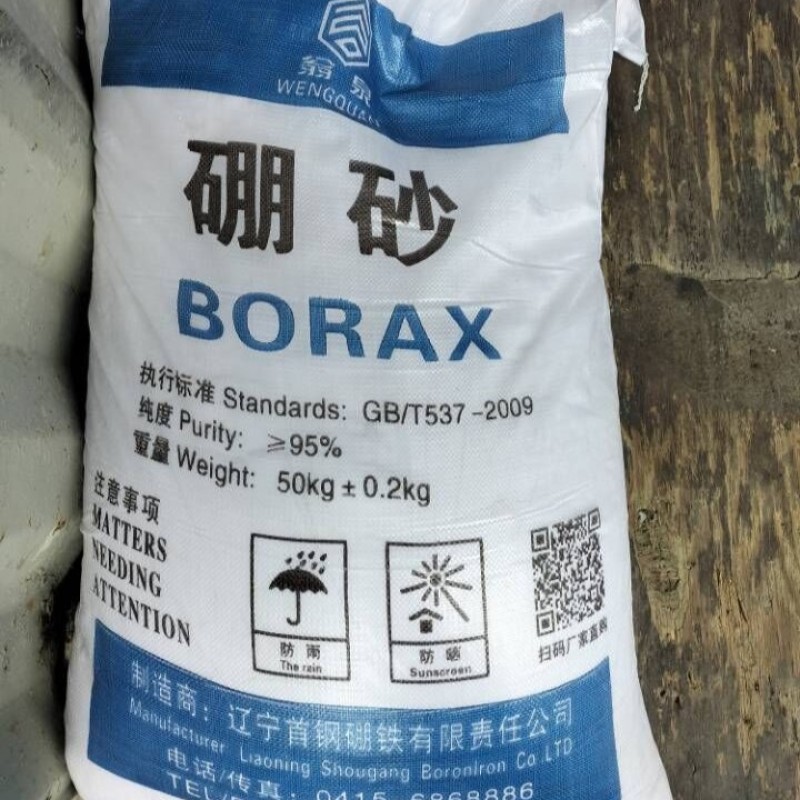 翁泉
WENGQUAN
硼砂
BORAX
执行标准 Standards: GB/T537-2009
纯度 Purity: ≥95%
重量 Weight: 50kg±0.2kg
注意事项
MATTERS
NEEDING
ATTENTION
防雨
The rain
防晒
Sunscreen
扫码厂家直购
制造商：辽宁首钢硼铁有限责任公司
Manufacturer Liaoning Shougang BoronIron Co LTD
电话/传真：0415-6868886